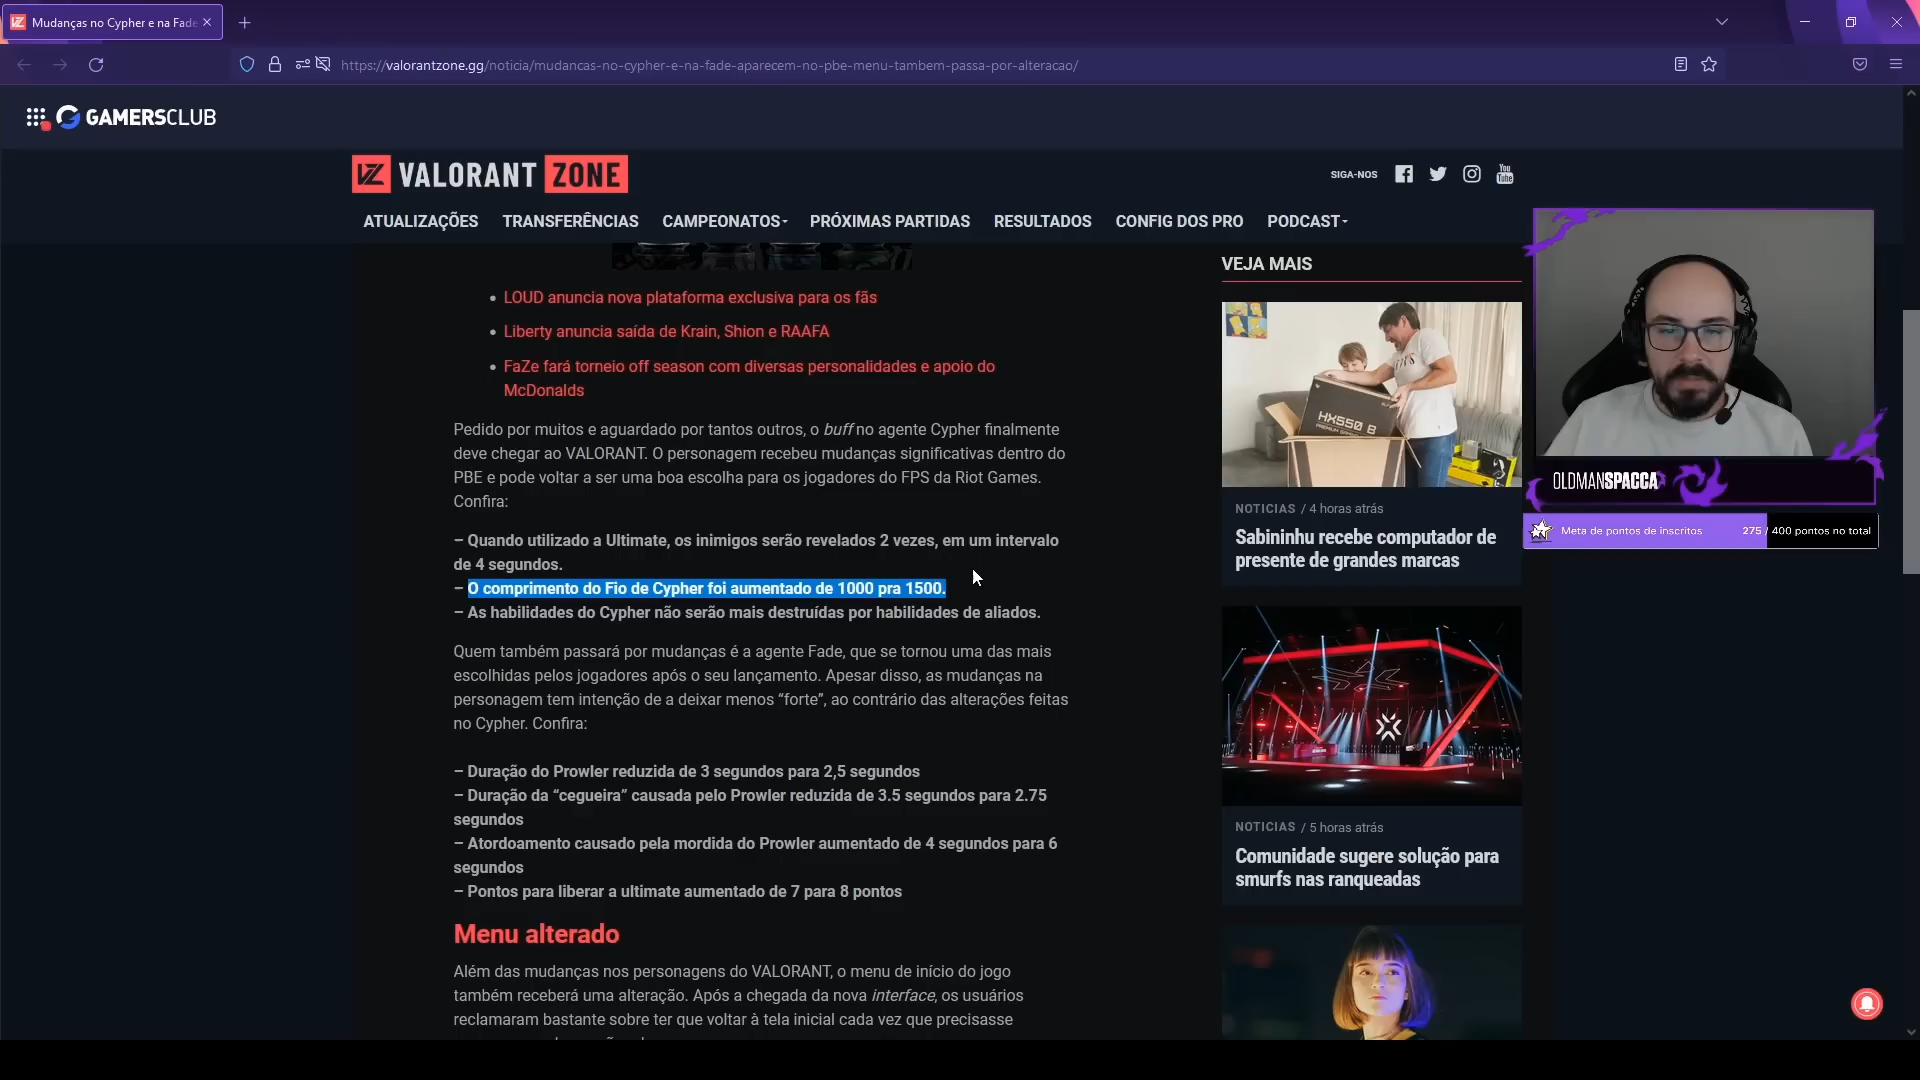 Mudanças no Cypher e na Fade
https://valorantzone.gg/noticia/mudancas-no-cypher-e-na-fade-aparecem-no-pbe-menu-tambem-passa-por-alteracao/
GAMERSCLUB
VALORANT ZONE
SIGA-NOS
You Tube
ATUALIZAÇÕES TRANSFERÊNCIAS CAMPEONATOS PRÓXIMAS PARTIDAS RESULTADOS CONFIG DOS PRO PODCAST
• LOUD anuncia nova plataforma exclusiva para os fãs
• Liberty anuncia saída de Krain, Shion e RAAFA
• FaZe fará torneio off season com diversas personalidades e apoio do
McDonalds
Pedido por muitos e aguardado por tantos outros, o buff no agente Cypher finalmente
deve chegar ao VALORANT. O personagem recebeu mudanças significativas dentro do
PBE e pode voltar a ser uma boa escolha para os jogadores do FPS da Riot Games.
Confira:
– Quando utilizado a Ultimate, os inimigos serão revelados 2 vezes, em um intervalo
de 4 segundos.
– O comprimento do Fio de Cypher foi aumentado de 1000 pra 1500.
– As habilidades do Cypher não serão mais destruídas por habilidades de aliados.
Quem também passará por mudanças é a agente Fade, que se tornou uma das mais
escolhidas pelos jogadores após o seu lançamento. Apesar disso, as mudanças na
personagem tem intenção de a deixar menos “forte”, ao contrário das alterações feitas
no Cypher. Confira:
– Duração do Prowler reduzida de 3 segundos para 2,5 segundos
– Duração da “cegueira” causada pelo Prowler reduzida de 3.5 segundos para 2.75
segundos
– Atordoamento causado pela mordida do Prowler aumentado de 4 segundos para 6
segundos
– Pontos para liberar a ultimate aumentado de 7 para 8 pontos
Menu alterado
Além das mudanças nos personagens do VALORANT, o menu de início do jogo
também receberá uma alteração. Após a chegada da nova interface, os usuários
reclamaram bastante sobre ter que voltar à tela inicial cada vez que precisasse
VEJA MAIS
HX550 B
NOTICIAS / 4 horas atrás
Sabininhu recebe computador de
presente de grandes marcas
NOTICIAS / 5 horas atrás
Comunidade sugere solução para
smurfs nas ranqueadas
OLDMANSPACCA
Meta de pontos de inscritos 275 / 400 pontos no total